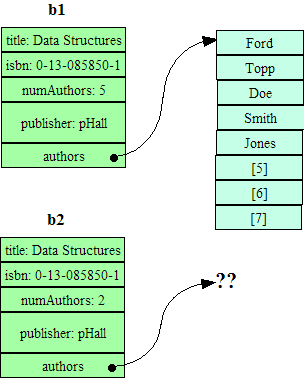 b1
title: Data Structures
isbn: 0-13-085850-1
numAuthors: 5
publisher: pHall
authors
Ford
Topp
Doe
Smith
Jones
[5]
[6]
[7]
b2
title: Data Structures
isbn: 0-13-085850-1
numAuthors: 2
publisher: pHall
authors
??